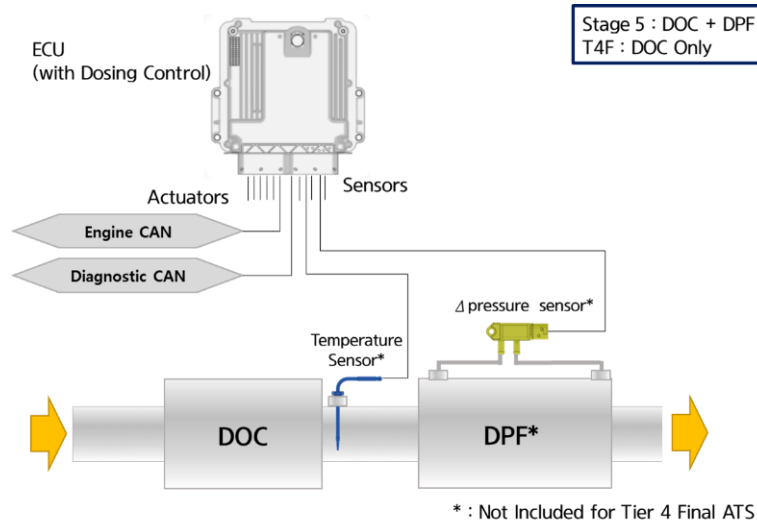 Stage 5 : DOC + DPF
T4F : DOC Only
ECU
(with Dosing Control)
Actuators
Sensors
Engine CAN
Diagnostic CAN
Δ pressure sensor*
Temperature
Sensor*
DOC
DPF*
* : Not Included for Tier 4 Final ATS